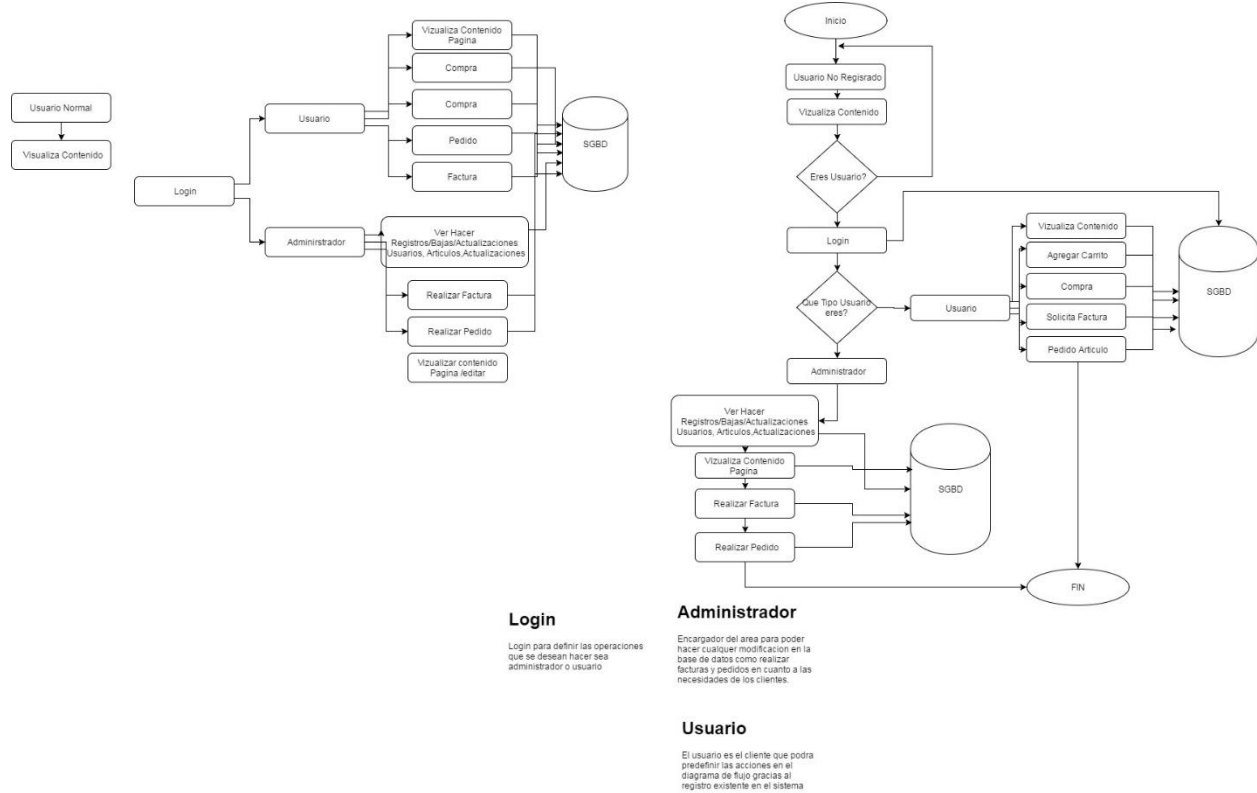 Usuario Normal
Visualiza Contenido
Login
Usuario
Administrador
Vizualiza Contenido
Pagina
Compra
Compra
Pedido
Factura
Ver Hacer
Registros/Bajas/Actualizaciones
Usuarios, Articulos,Actualizaciones
Realizar Factura
Realizar Pedido
Vizualizar contenido
Pagina /editar
SGBD
Inicio
Usuario No Regisrado
Vizualiza Contenido
Eres Usuario?
Login
Que Tipo Usuario
eres?
Usuario
Vizualiza Contenido
Agregar Carrito
Compra
Solicita Factura
Pedido Articulo
SGBD
Administrador
Ver Hacer
Registros/Bajas/Actualizaciones
Usuarios, Articulos,Actualizaciones
Vizualiza Contenido
Pagina
Realizar Factura
Realizar Pedido
SGBD
FIN
Login
Login para definir las operaciones
que se desean hacer sea
administrador o usuario
Administrador
Encargador del area para poder
hacer cualquer modificacion en la
base de datos como realizar
facturas y pedidos en cuanto a las
necesidades de los clientes.
Usuario
El usuario es el cliente que podra
predefinir las acciones en el
diagrama de flujo gracias al
registro existente en el sistema